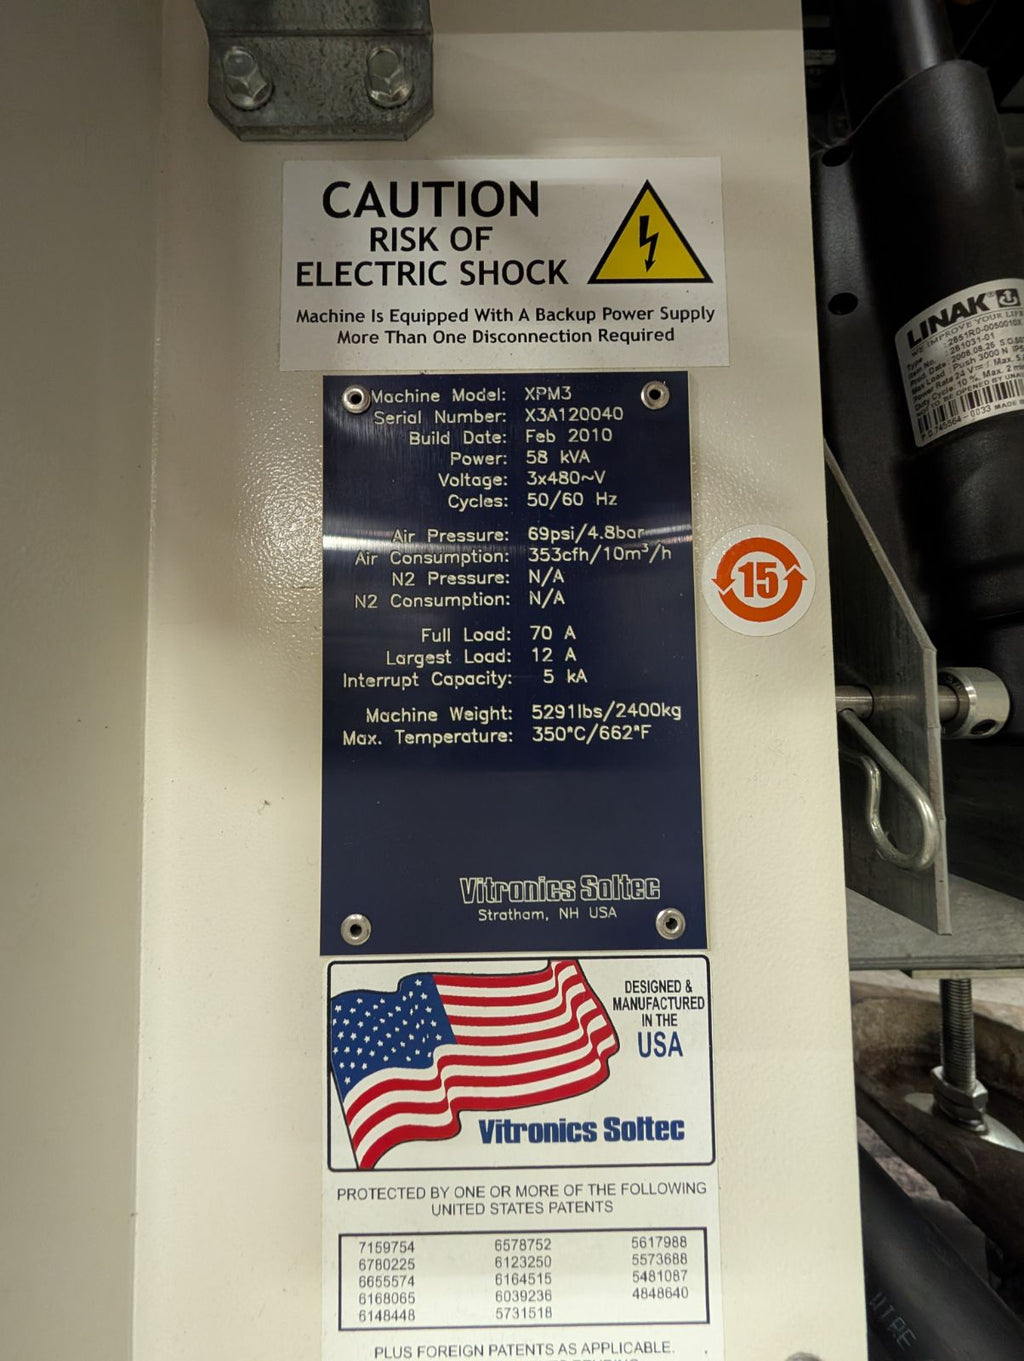 CAUTION
RISK OF
ELECTRIC SHOCK
Machine Is Equipped With A Backup Power Supply
More Than One Disconnection Required
Machine Model: XPM3
Serial Number: X3A120040
Build Date: Feb 2010
Power: 58 kVA
Voltage: 3x480~V
Cycles: 50/60 Hz
Air Pressure: 69psi/4.8bar
Air Consumption: 353cfh/10m³/h
N2 Pressure: N/A
N2 Consumption: N/A
Full Load: 70 A
Largest Load: 12 A
Interrupt Capacity: 5 kA
Machine Weight: 5291lbs/2400kg
Max. Temperature: 350°C/662°F
Vitronics Soltec
Stratham, NH USA
15
LINAK
WE IMPROVE YOUR LIFE
DESIGNED &
MANUFACTURED
IN THE
USA
Vitronics Soltec
PROTECTED BY ONE OR MORE OF THE FOLLOWING
UNITED STATES PATENTS
7159754 6578752 5617988
6780225 6123250 5573688
6655574 6164515 5481087
6168065 6039236 4848640
6148448 5731518
PLUS FOREIGN PATENTS AS APPLICABLE.
WIRE